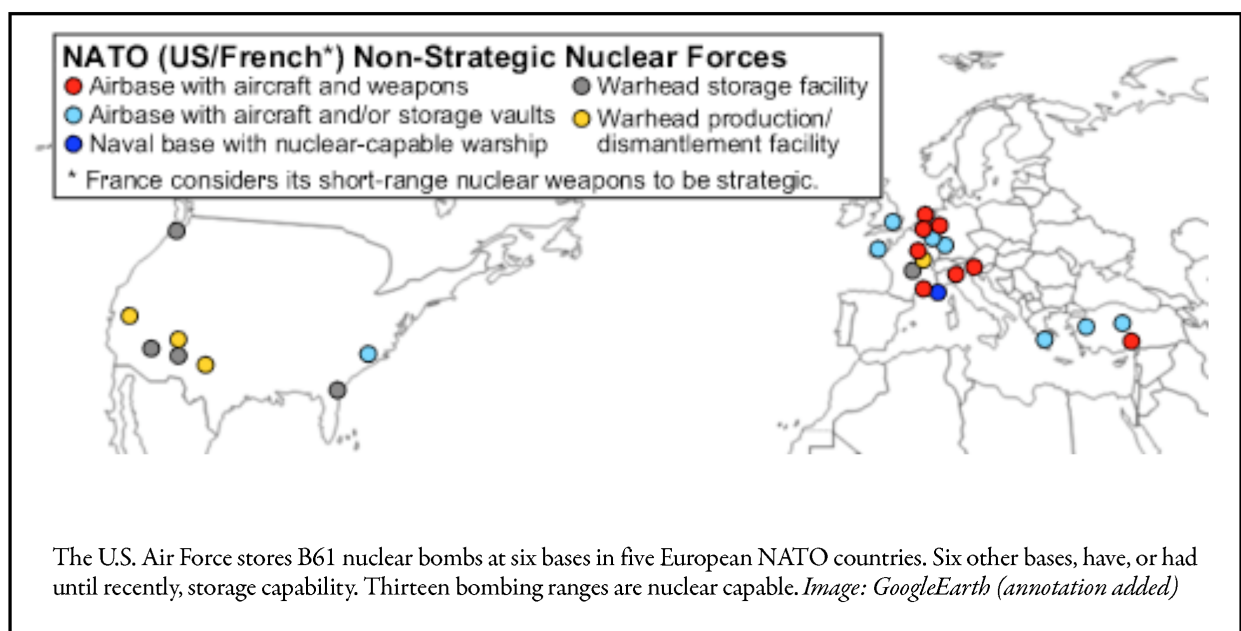 NATO (US/French*) Non-Strategic Nuclear Forces
Airbase with aircraft and weapons
Airbase with aircraft and/or storage vaults
Naval base with nuclear-capable warship
Warhead storage facility
Warhead production/
dismantlement facility
* France considers its short-range nuclear weapons to be strategic.
The U.S. Air Force stores B61 nuclear bombs at six bases in five European NATO countries. Six other bases, have, or had
until recently, storage capability. Thirteen bombing ranges are nuclear capable. Image: GoogleEarth (annotation added)